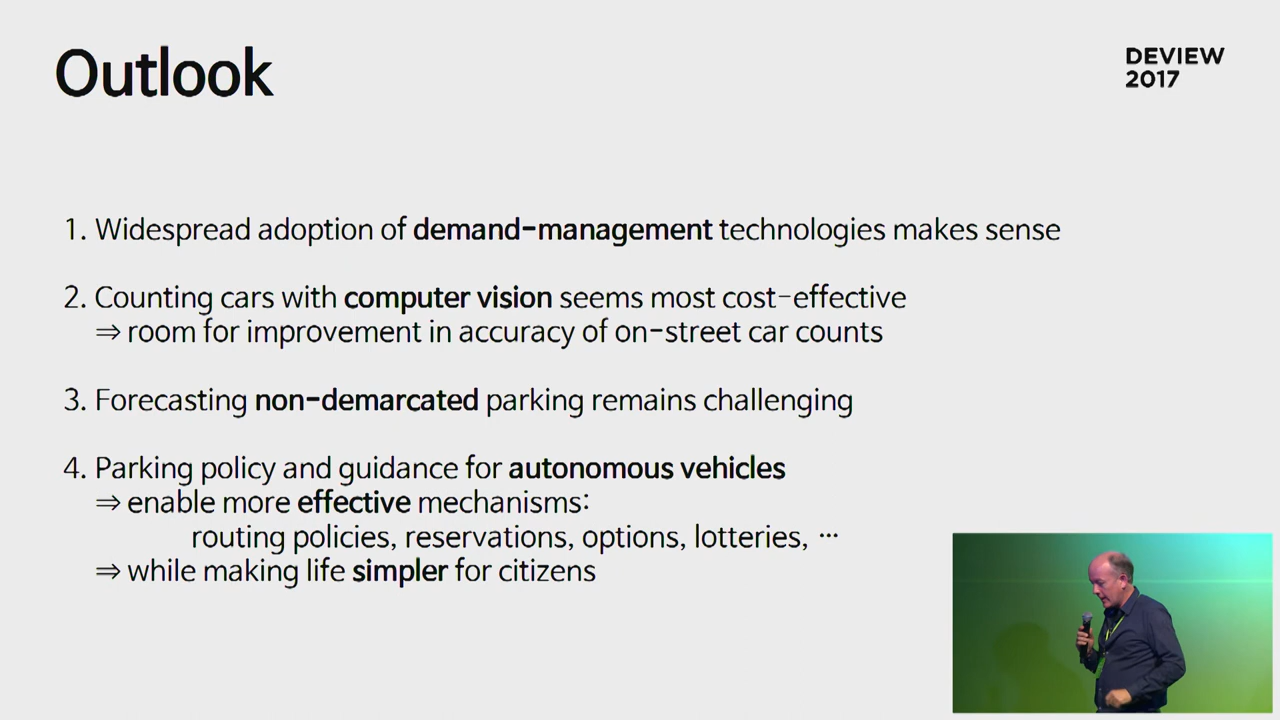 Outlook
DEVIEW
2017
1. Widespread adoption of demand-management technologies makes sense
2. Counting cars with computer vision seems most cost-effective
⇒ room for improvement in accuracy of on-street car counts
3. Forecasting non-demarcated parking remains challenging
4. Parking policy and guidance for autonomous vehicles
⇒ enable more effective mechanisms:
routing policies, reservations, options, lotteries, ⋯
⇒ while making life simpler for citizens